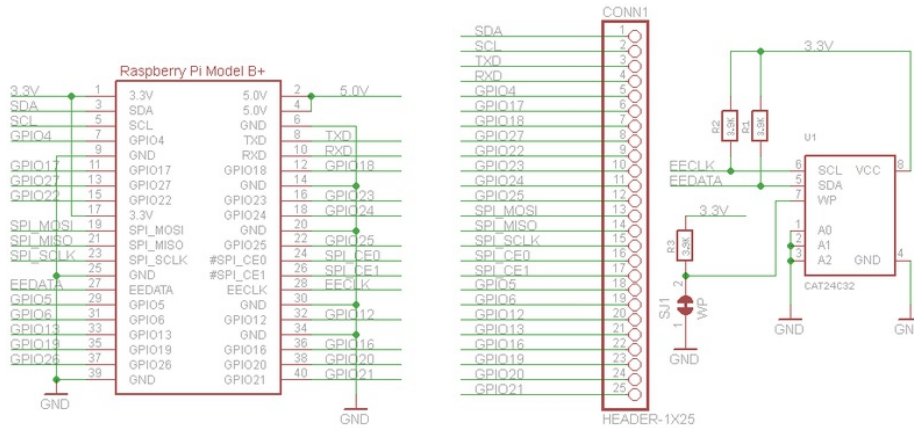 Raspberry Pi Model B+
3.3V 1 3.3V 5.0V 2 5.0V
SDA 3 SDA 5.0V 4
SCL 5 SCL GND 6
GPIO4 7 GPIO4 TXD 8 TXD
9 GND RXD 10 RXD
GPIO17 11 GPIO17 GPIO18 12 GPIO18
GPIO27 13 GPIO27 GND 14
GPIO22 15 GPIO22 GPIO23 16 GPIO23
17 3.3V GPIO24 18 GPIO24
SPI_MOSI 19 SPI_MOSI GND 20
SPI_MISO 21 SPI_MISO GPIO25 22 GPIO25
SPI_SCLK 23 SPI_SCLK #SPI_CE0 24 SPI_CE0
25 GND #SPI_CE1 26 SPI_CE1
EEDATA 27 EEDATA EECLK 28 EECLK
GPIO5 29 GPIO5 GND 30
GPIO6 31 GPIO6 GPIO12 32 GPIO12
GPIO13 33 GPIO13 GND 34
GPIO19 35 GPIO19 GPIO16 36 GPIO16
GPIO26 37 GPIO26 GPIO20 38 GPIO20
39 GND GPIO21 40 GPIO21
GND
GND
CONN1
SDA 1
SCL 2
TXD 3
RXD 4
GPIO4 5
GPIO17 6
GPIO18 7
GPIO27 8
GPIO22 9
GPIO23 10
GPIO24 11
GPIO25 12
SPI_MOSI 13
SPI_MISO 14
SPI_SCLK 15
SPI_CE0 16
SPI_CE1 17
GPIO5 18
GPIO6 19
GPIO12 20
GPIO13 21
GPIO16 22
GPIO19 23
GPIO20 24
GPIO21 25
HEADER-1X25
3.3V
R2 3.9K
R1 3.9K
U1
EECLK 6 SCL VCC 8
EEDATA 5 SDA
7 WP
3.3V
1 A0
2 A1
3 A2 GND 4
CAT24C32
R3 3.9K
2
SJ1 WP
1
GND
GND
GND